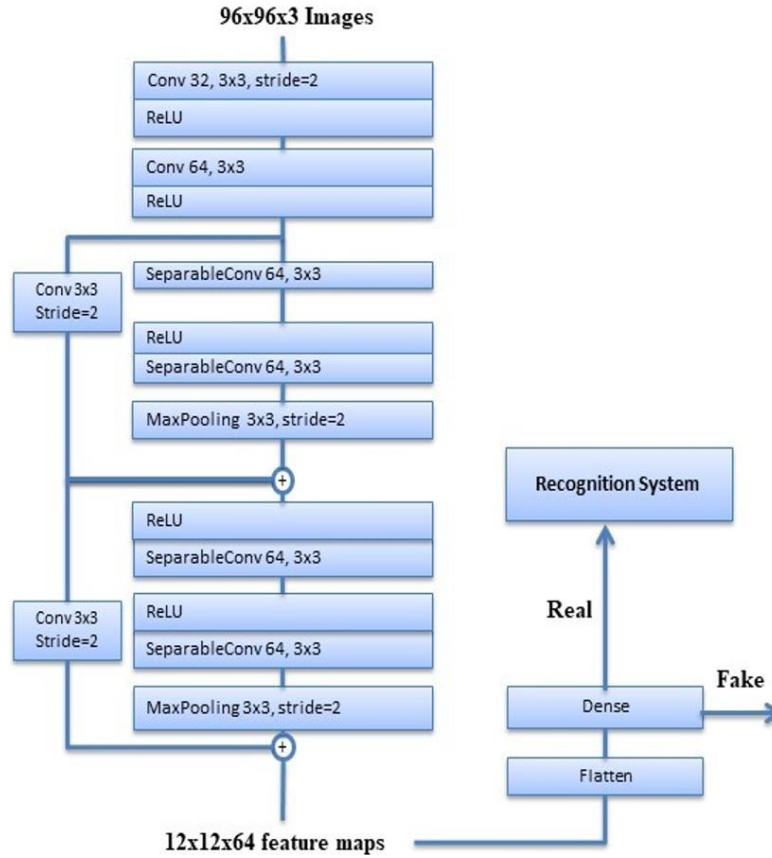 96x96x3 Images
Conv 32, 3x3, stride=2
ReLU
Conv 64, 3x3
ReLU
Conv 3x3
Stride=2
SeparableConv 64, 3x3
ReLU
SeparableConv 64, 3x3
MaxPooling 3x3, stride=2
+
ReLU
SeparableConv 64, 3x3
Conv 3x3
Stride=2
ReLU
SeparableConv 64, 3x3
MaxPooling 3x3, stride=2
+
12x12x64 feature maps
Flatten
Dense
Fake
Real
Recognition System